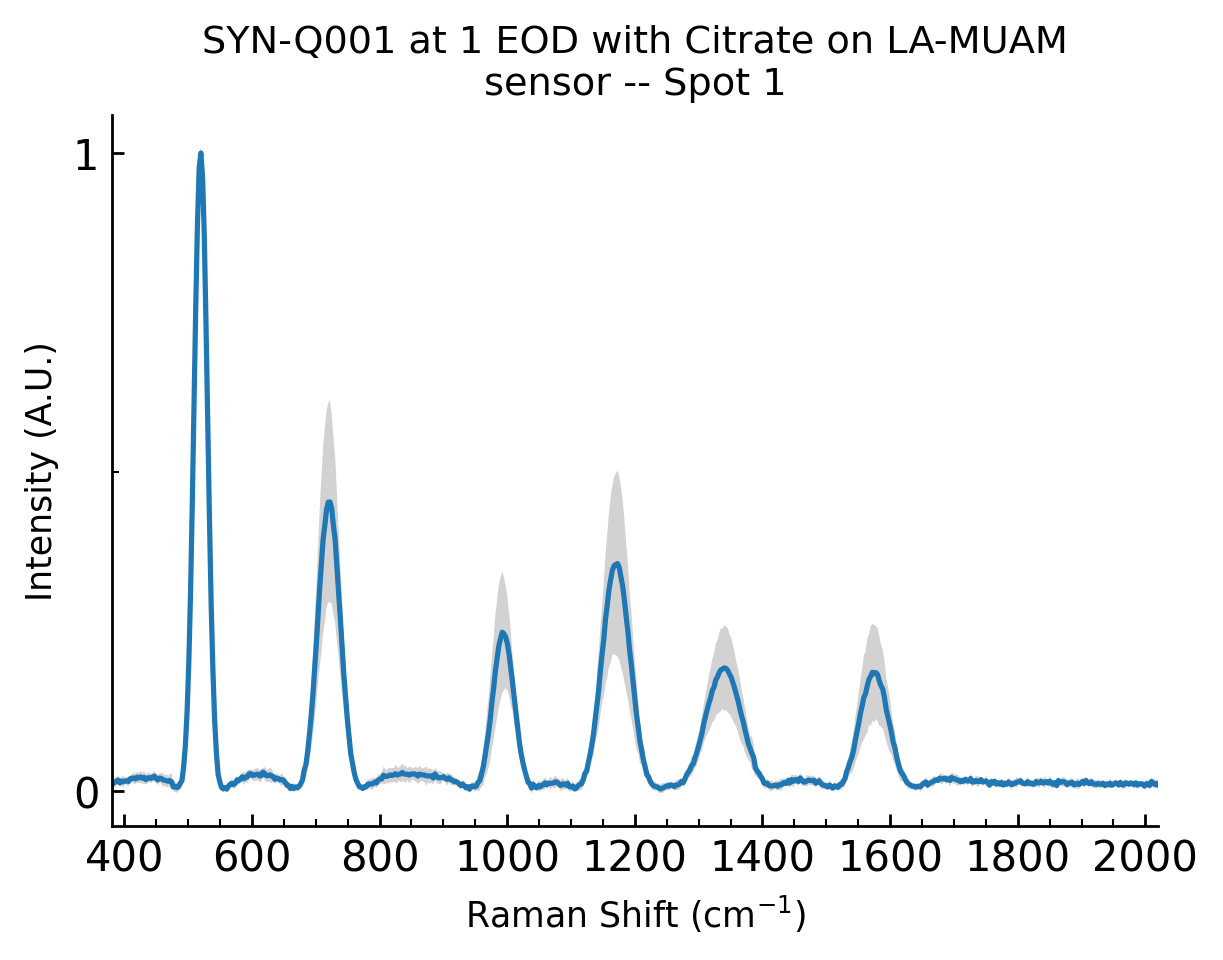 SYN-Q001 at 1 EOD with Citrate on LA-MUAM
sensor -- Spot 1
1
0
Intensity (A.U.)
400 600 800 1000 1200 1400 1600 1800 2000
Raman Shift (cm⁻¹)